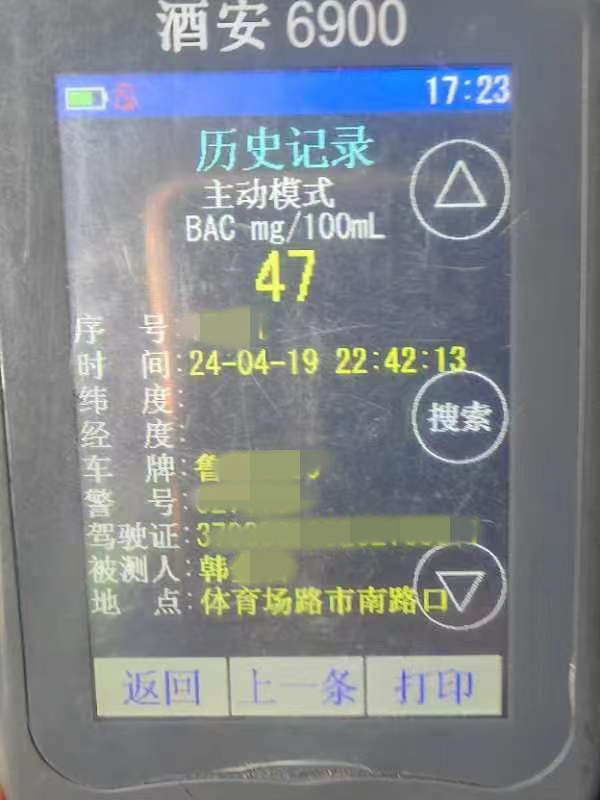 酒安 6900
17:23
历史记录
主动模式
BAC mg/100mL
47
序 号:
时 间:24-04-19 22:42:13
纬 度:
经 度:
搜索
车 牌:鲁
警 号:
驾驶证:
被测人:韩
地 点:体育场路市南路口
返回 上一条 打印